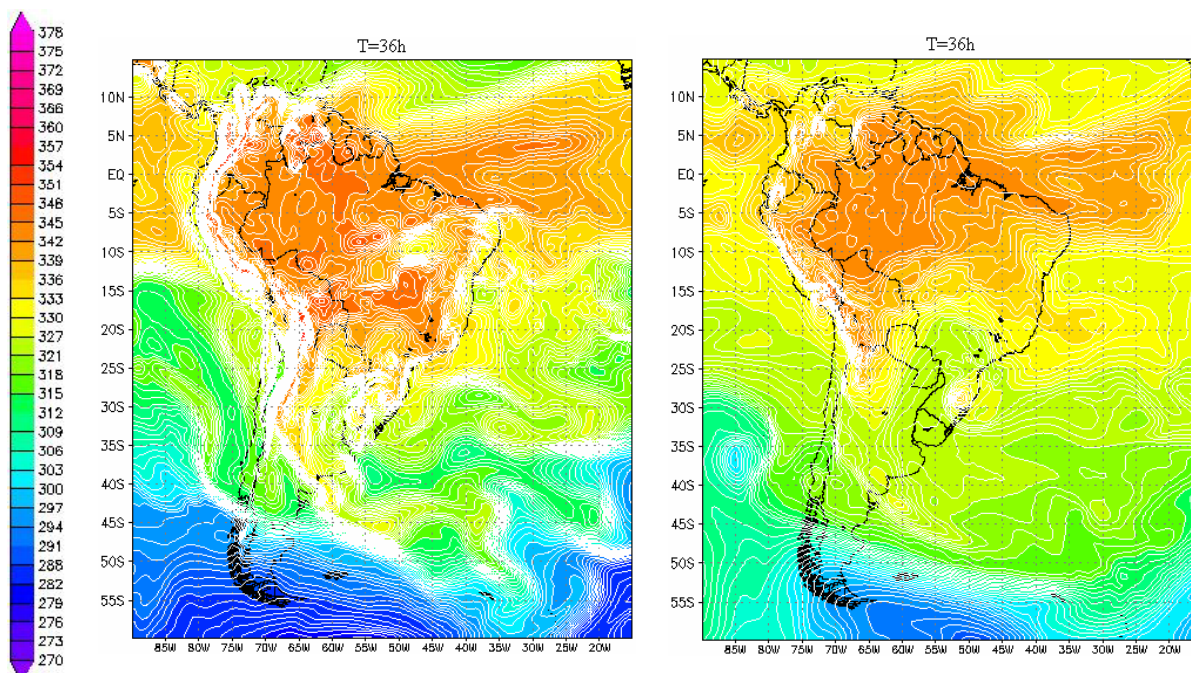 378
375
372
369
366
363
360
357
354
351
348
345
342
339
336
333
330
327
321
318
315
312
309
306
303
300
297
294
291
288
282
279
276
273
270
T=36h
10N
5N
EQ
5S
10S
15S
20S
25S
30S
35S
40S
45S
50S
55S
85W 80W 75W 70W 65W 60W 55W 50W 45W 40W 35W 30W 25W 20W
T=36h
10N
5N
EQ
5S
10S
15S
20S
25S
30S
35S
40S
45S
50S
55S
85W 80W 75W 70W 65W 60W 55W 50W 45W 40W 35W 30W 25W 20W